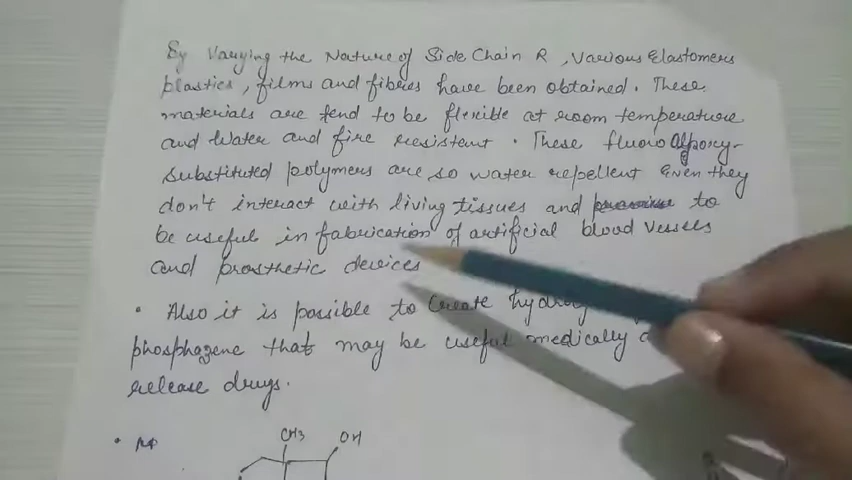 By Varying the Nature of Side Chain R, Various Elastomers
plastics, films and fibres have been obtained. These
materials are tend to be flexible at room temperature
and Water and fire resistent. These fluoro alpoxy-
substituted polymers are so water repellent Even they
don't interact with living tissues and to
be useful in fabrication of artificial blood vessels
and prosthetic devices
• Also it is possible to Create
phosphazene that may be useful medically
release drugs.
•
CH3 OH